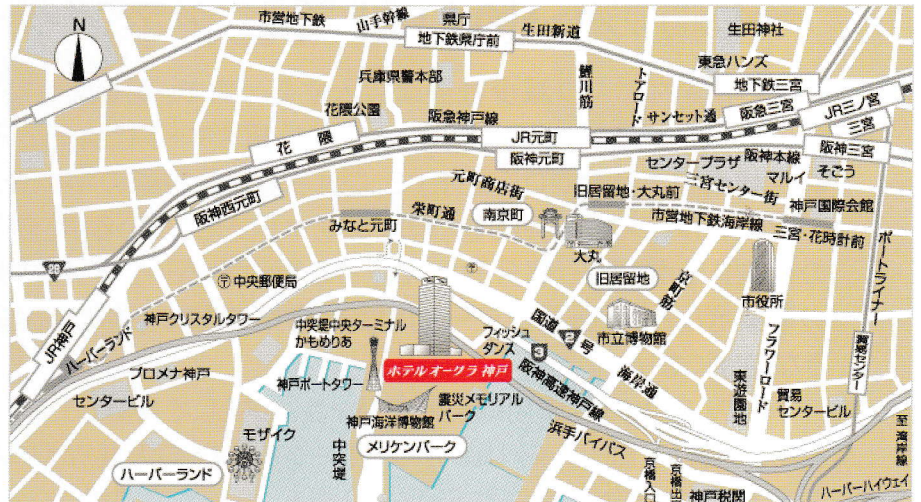 N
市営地下鉄
山手幹線
県庁
地下鉄県庁前
生田新道
生田神社
東急ハンズ
地下鉄三宮
兵庫県警本部
鯉川筋
トアロード
サンセット通
阪急三宮
JR三ノ宮
三宮
花隈公園
阪急神戸線
花隈
JR元町
阪神元町
センタープラザ
阪神本線
阪神三宮
マルイ
そごう
阪神西元町
元町商店街
旧居留地・大丸前
三宮センター街
神戸国際会館
栄町通
南京町
市営地下鉄海岸線
三宮・花時計前
みなと元町
大丸
ポートライナー
28
〒中央郵便局
〒
旧居留地
京町筋
市役所
JR神戸
ハーバーランド
神戸クリスタルタワー
中突堤中央ターミナル
かもめりあ
フィッシュ
ダンス
国道2号
市立博物館
フラワーロード
貿易センター
プロメナ神戸
ホテルオークラ神戸
3
阪神高速神戸線
海岸通
センタービル
神戸ポートタワー
震災メモリアル
パーク
東遊園地
貿易
センタービル
神戸海洋博物館
モザイク
中突堤
メリケンパーク
浜手バイパス
至湾岸線
ハーバーランド
京橋入口
京橋出口
神戸税関
ハーバーハイウェイ